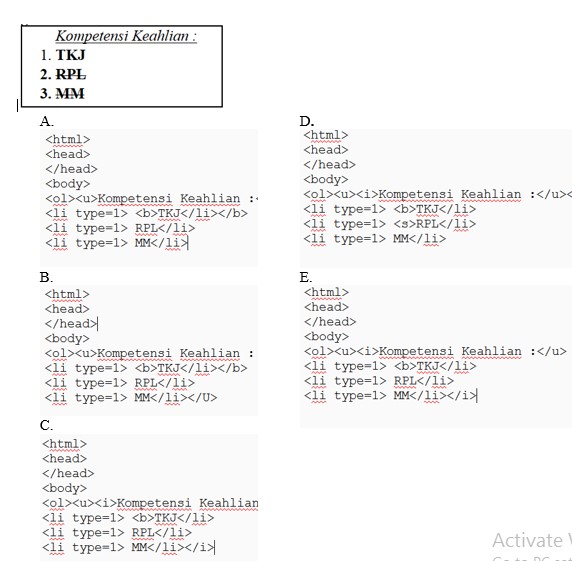 Kompetensi Keahlian :
1. TKJ
2. RPL
3. MM
A.
<html>
<head>
</head>
<body>
<ol><u>Kompetensi Keahlian :
<li type=1> <b>TKJ</li></b>
<li type=1> RPL</li>
<li type=1> MM</li>
B.
<html>
<head>
</head>
<body>
<ol><u>Kompetensi Keahlian :
<li type=1> <b>TKJ</li></b>
<li type=1> RPL</li>
<li type=1> MM</li></U>
C.
<html>
<head>
</head>
<body>
<ol><u><i>Kompetensi Keahlian
<li type=1> <b>TKJ</li>
<li type=1> RPL</li>
<li type=1> MM</li></i>
D.
<html>
<head>
</head>
<body>
<ol><u><i>Kompetensi Keahlian :</u><
<li type=1> <b>TKJ</li>
<li type=1> <s>RPL</li>
<li type=1> MM</li>
E.
<html>
<head>
</head>
<body>
<ol><u><i>Kompetensi Keahlian :</u>
<li type=1> <b>TKJ</li>
<li type=1> RPL</li>
<li type=1> MM</li></i>
Activate